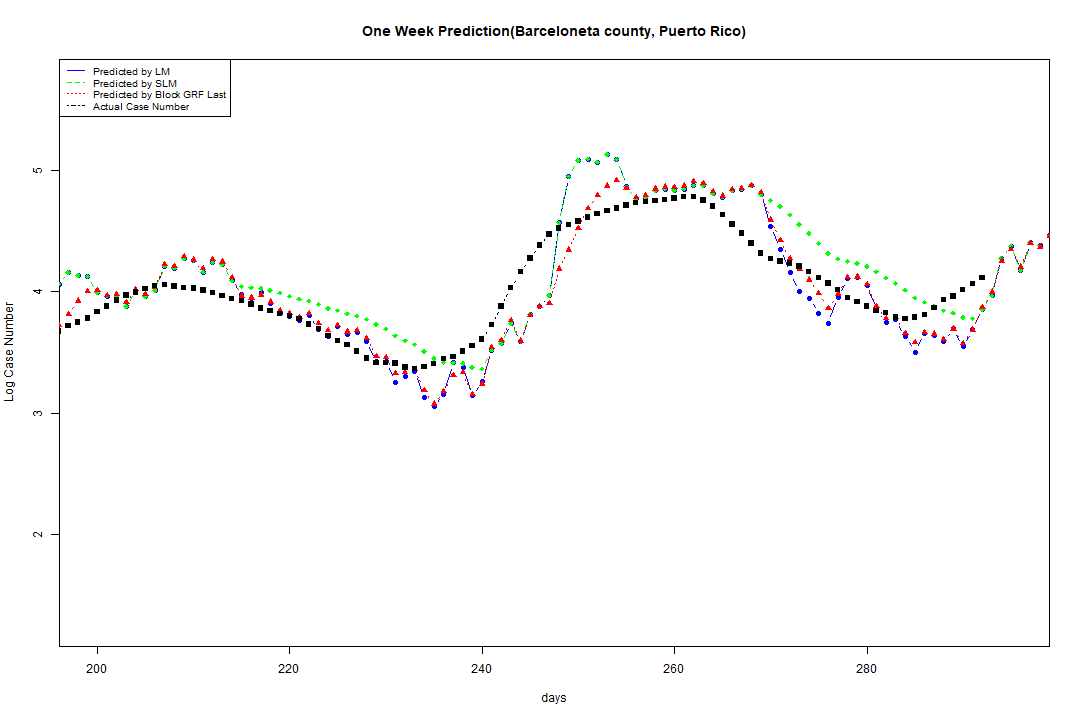 One Week Prediction(Barceloneta county, Puerto Rico)
Predicted by LM
Predicted by SLM
Predicted by Block GRF Last
Actual Case Number
5
4
3
2
Log Case Number
200 220 240 260 280
days